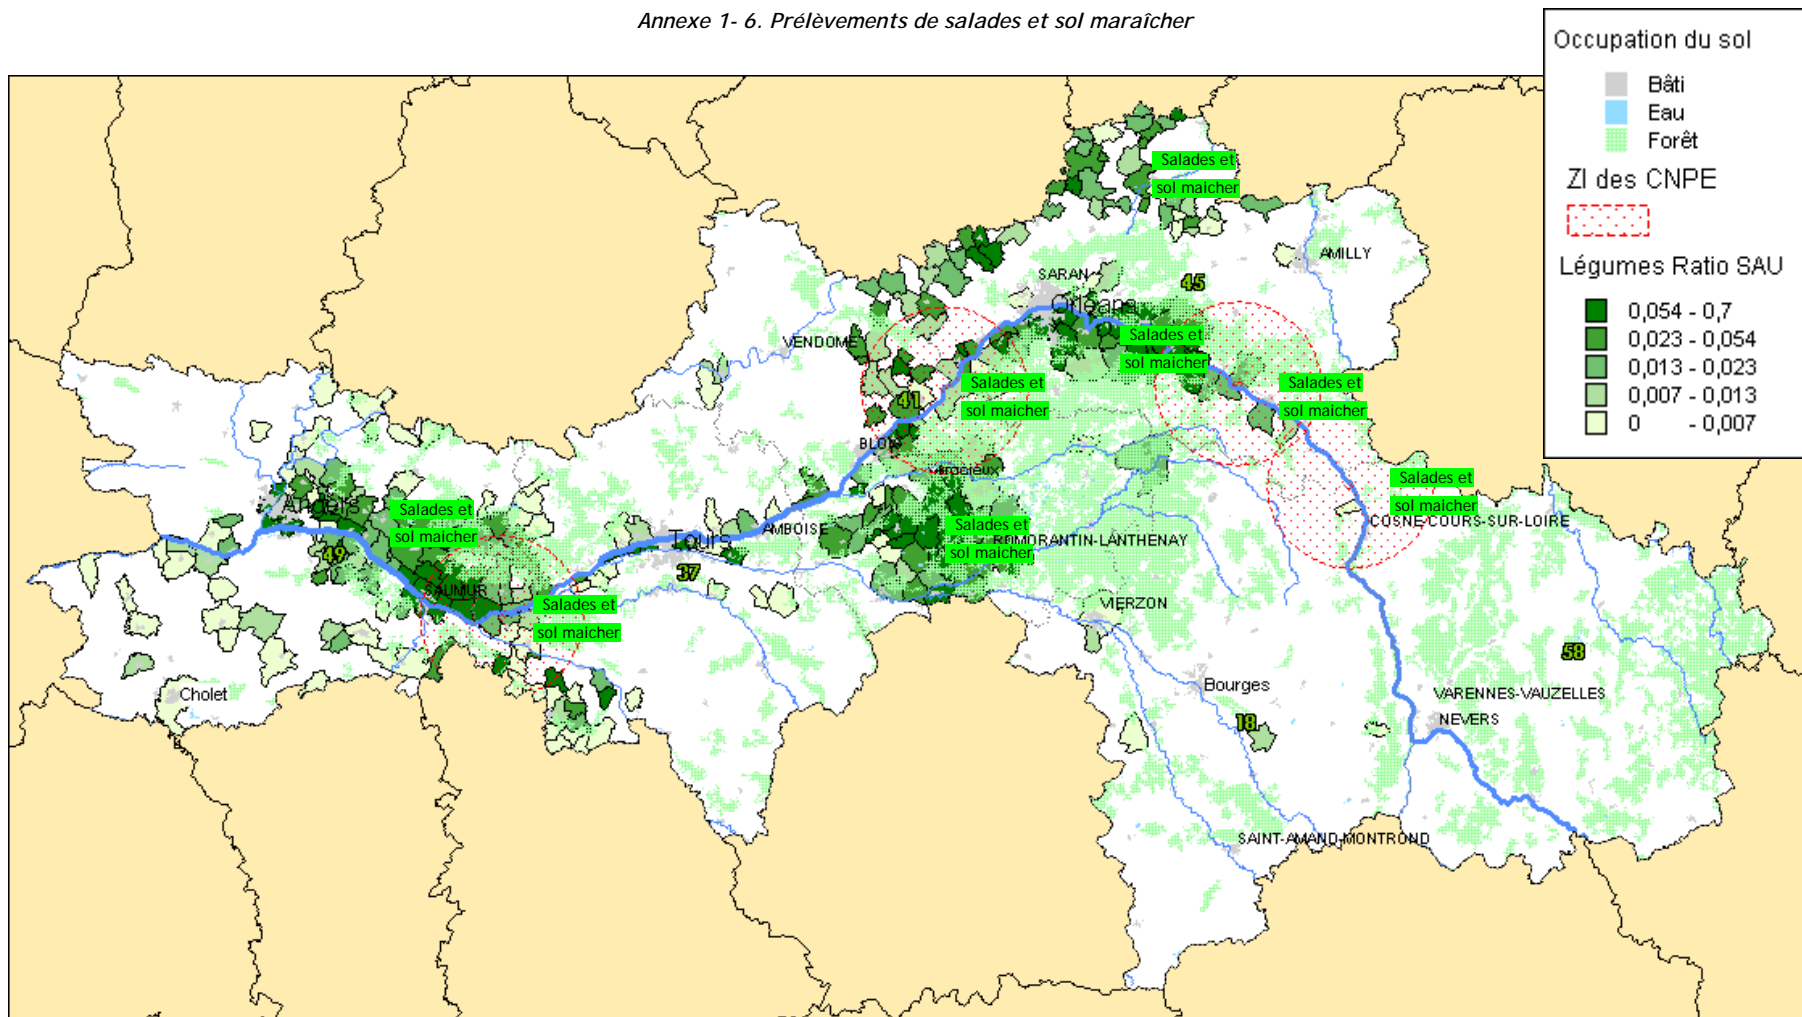 Annexe 1- 6. Prélèvements de salades et sol maraîcher
Occupation du sol
Bâti
Eau
Forêt
ZI des CNPE
Légumes Ratio SAU
0,054 - 0,7
0,023 - 0,054
0,013 - 0,023
0,007 - 0,013
0 - 0,007
Salades et
sol maicher
AMILLY
SARAN
45
Orléans
VENDOME
Salades et
sol maicher
Salades et
sol maicher
Salades et
sol maicher
41
BLOIS
Salades et
sol maicher
Angers
Salades et
sol maicher
COSNE-COURS-SUR-LOIRE
AMBOISE
Tours
Salades et
sol maicher
ROMORANTIN-LANTHENAY
49
37
SAUMUR
Salades et
sol maicher
VIERZON
58
Cholet
Bourges
VARENNES-VAUZELLES
NEVERS
18
SAINT-AMAND-MONTROND